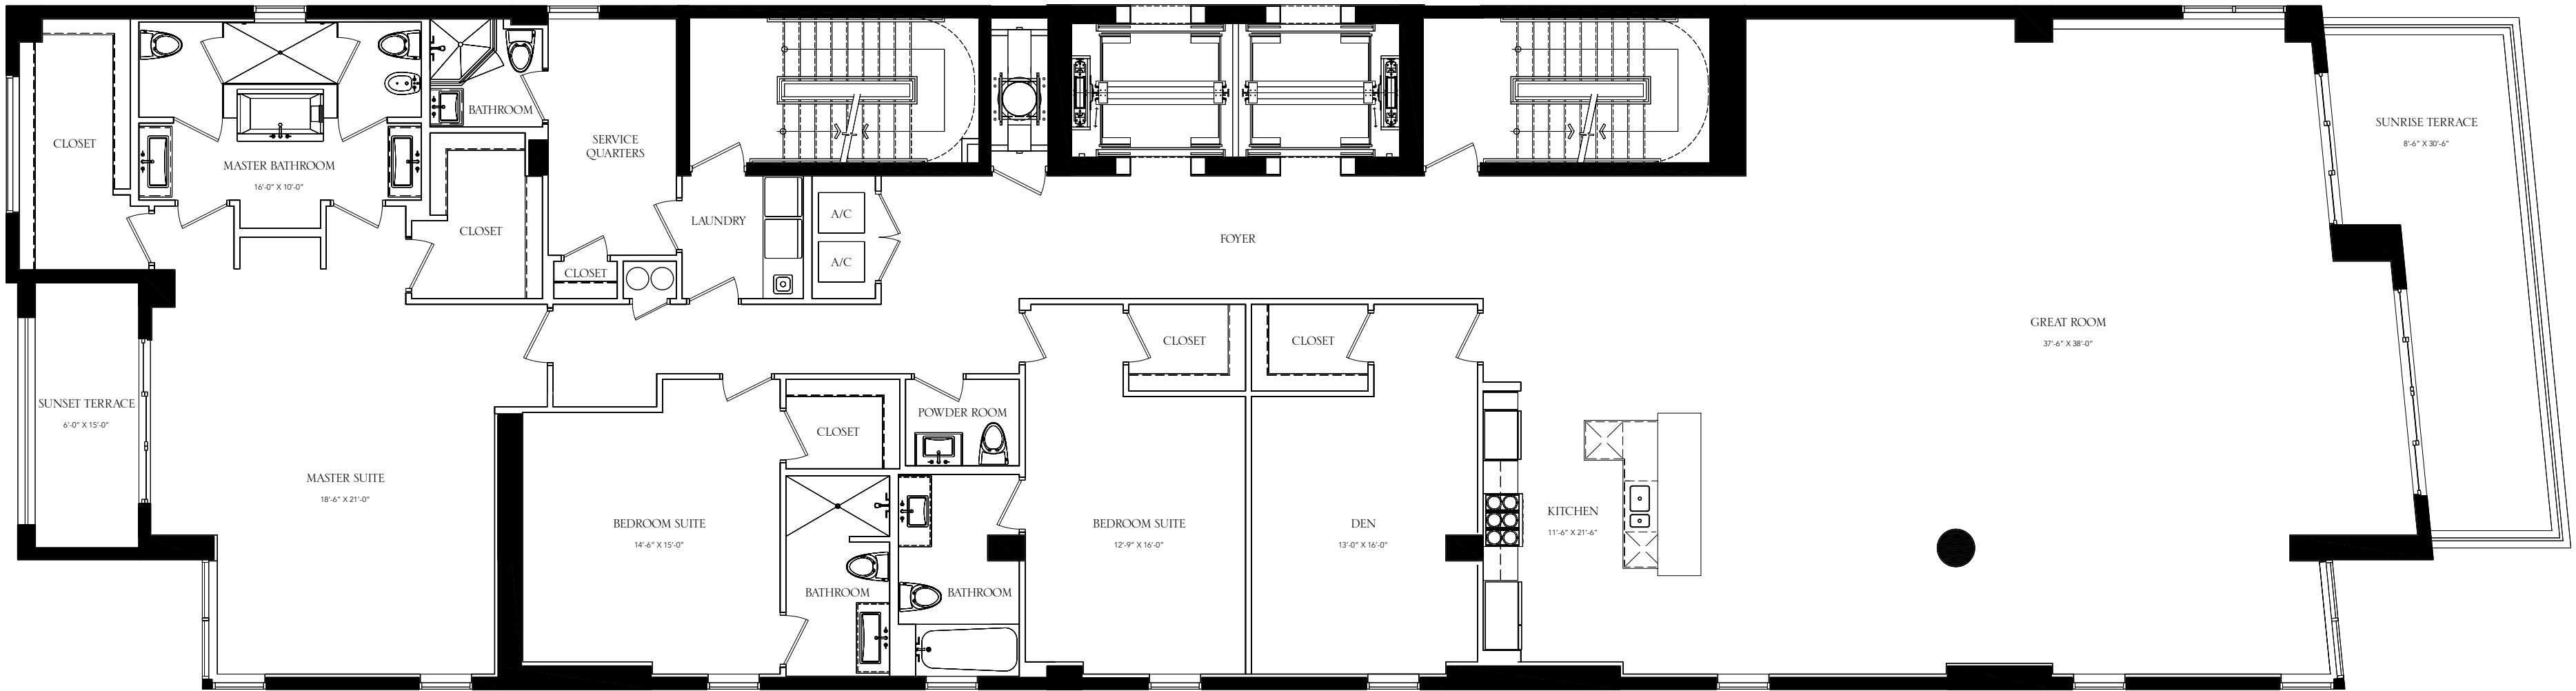 CLOSET
MASTER BATHROOM
16'-0" X 10'-0"
BATHROOM
SERVICE
QUARTERS
CLOSET
CLOSET
LAUNDRY
A/C
A/C
FOYER
SUNRISE TERRACE
8'-6" X 30'-6"
GREAT ROOM
37'-6" X 38'-0"
SUNSET TERRACE
6'-0" X 15'-0"
MASTER SUITE
18'-6" X 21'-0"
BEDROOM SUITE
14'-6" X 15'-0"
CLOSET
POWDER ROOM
BATHROOM
BATHROOM
CLOSET
BEDROOM SUITE
12'-9" X 16'-0"
CLOSET
DEN
13'-0" X 16'-0"
KITCHEN
11'-6" X 21'-6"